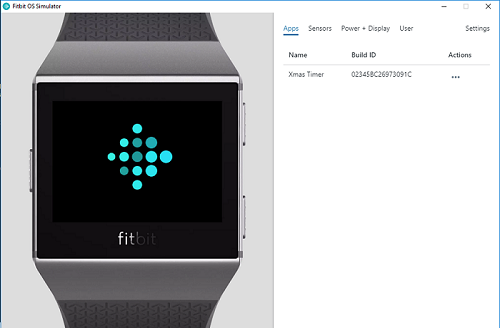 Fitbit OS Simulator
Apps Sensors Power + Display User Settings
Name Build ID Actions
Xmas Timer 02345BC26973091C
fitbit